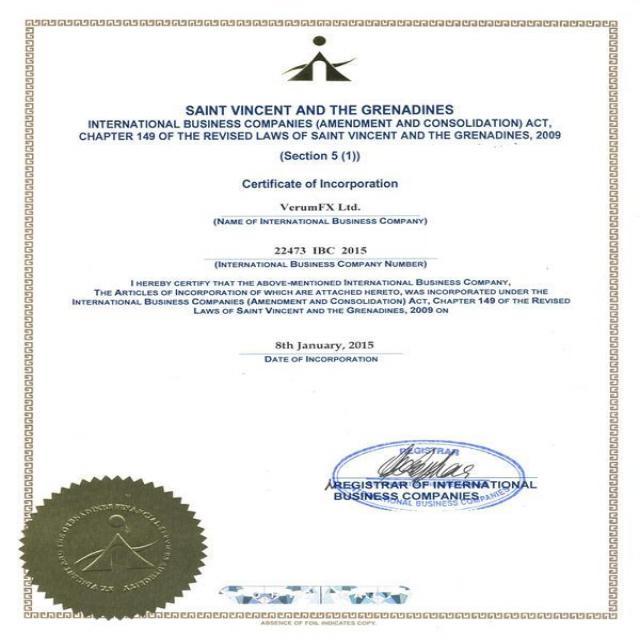 SAINT VINCENT AND THE GRENADINES
INTERNATIONAL BUSINESS COMPANIES (AMENDMENT AND CONSOLIDATION) ACT,
CHAPTER 149 OF THE REVISED LAWS OF SAINT VINCENT AND THE GRENADINES, 2009
(Section 5 (1))
Certificate of Incorporation
VerumFX Ltd.
(NAME OF INTERNATIONAL BUSINESS COMPANY)
22473 IBC 2015
(INTERNATIONAL BUSINESS COMPANY NUMBER)
I HEREBY CERTIFY THAT THE ABOVE-MENTIONED INTERNATIONAL BUSINESS COMPANY,
THE ARTICLES OF INCORPORATION OF WHICH ARE ATTACHED HERETO, WAS INCORPORATED UNDER THE
INTERNATIONAL BUSINESS COMPANIES (AMENDMENT AND CONSOLIDATION) ACT, CHAPTER 149 OF THE REVISED
LAWS OF SAINT VINCENT AND THE GRENADINES, 2009 ON
8th January, 2015
DATE OF INCORPORATION
REGISTRAR
REGISTRAR OF INTERNATIONAL
BUSINESS COMPANIES
BUSINESS COMPANIES
ABSENCE OF FOIL INDICATES COPY.